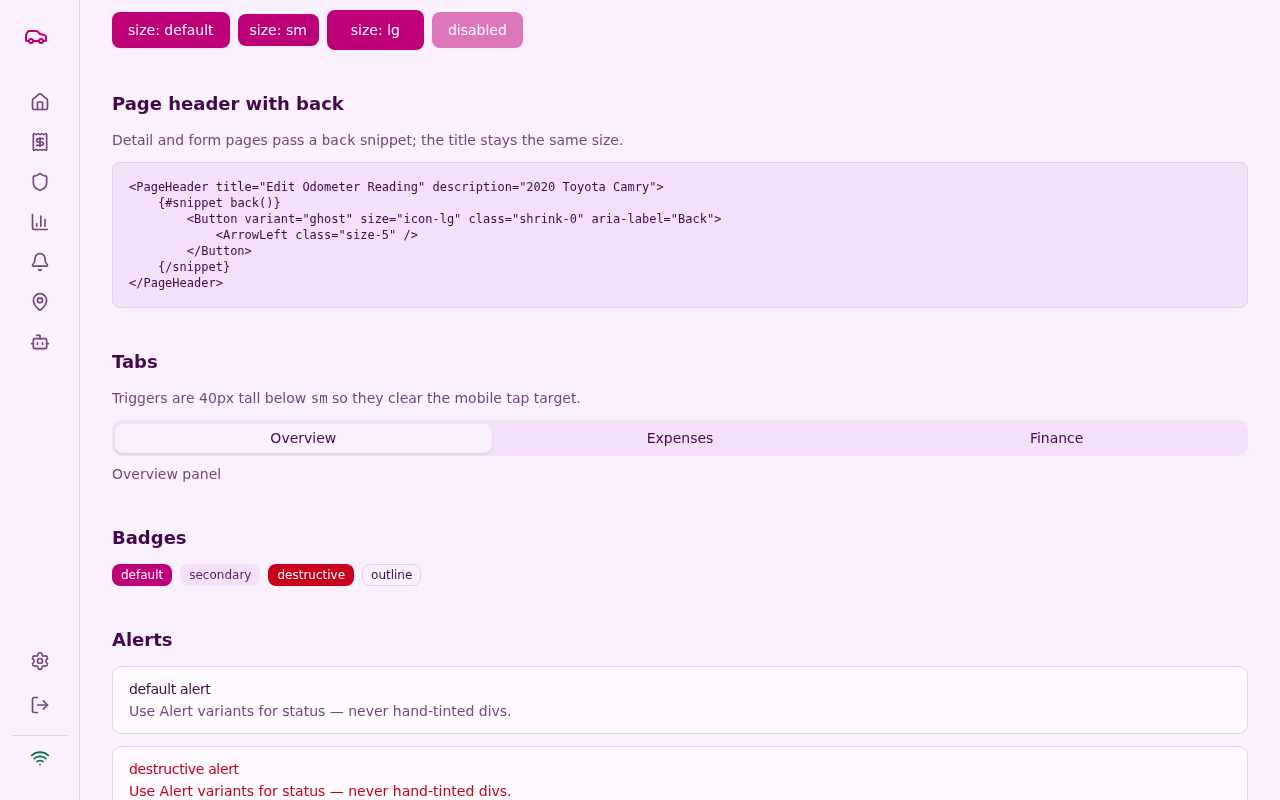 size: default size: sm size: lg disabled
Page header with back
Detail and form pages pass a back snippet; the title stays the same size.
<PageHeader title="Edit Odometer Reading" description="2020 Toyota Camry">
    {#snippet back()}
        <Button variant="ghost" size="icon-lg" class="shrink-0" aria-label="Back">
            <ArrowLeft class="size-5" />
        </Button>
    {/snippet}
</PageHeader>
Tabs
Triggers are 40px tall below sm so they clear the mobile tap target.
Overview Expenses Finance
Overview panel
Badges
default secondary destructive outline
Alerts
default alert
Use Alert variants for status — never hand-tinted divs.
destructive alert
Use Alert variants for status — never hand-tinted divs.